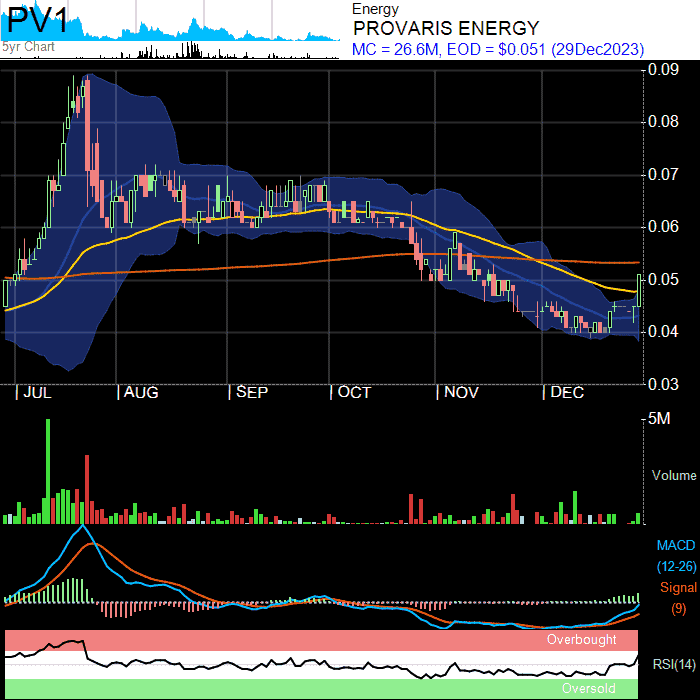 PV1
5yr Chart
Energy
PROVARIS ENERGY
MC = 26.6M, EOD = $0.051 (29Dec2023)
0.09
0.08
0.07
0.06
0.05
0.04
0.03
JUL AUG SEP OCT NOV DEC
5M
Volume
MACD
(12-26)
Signal
(9)
Overbought
RSI(14)
Oversold